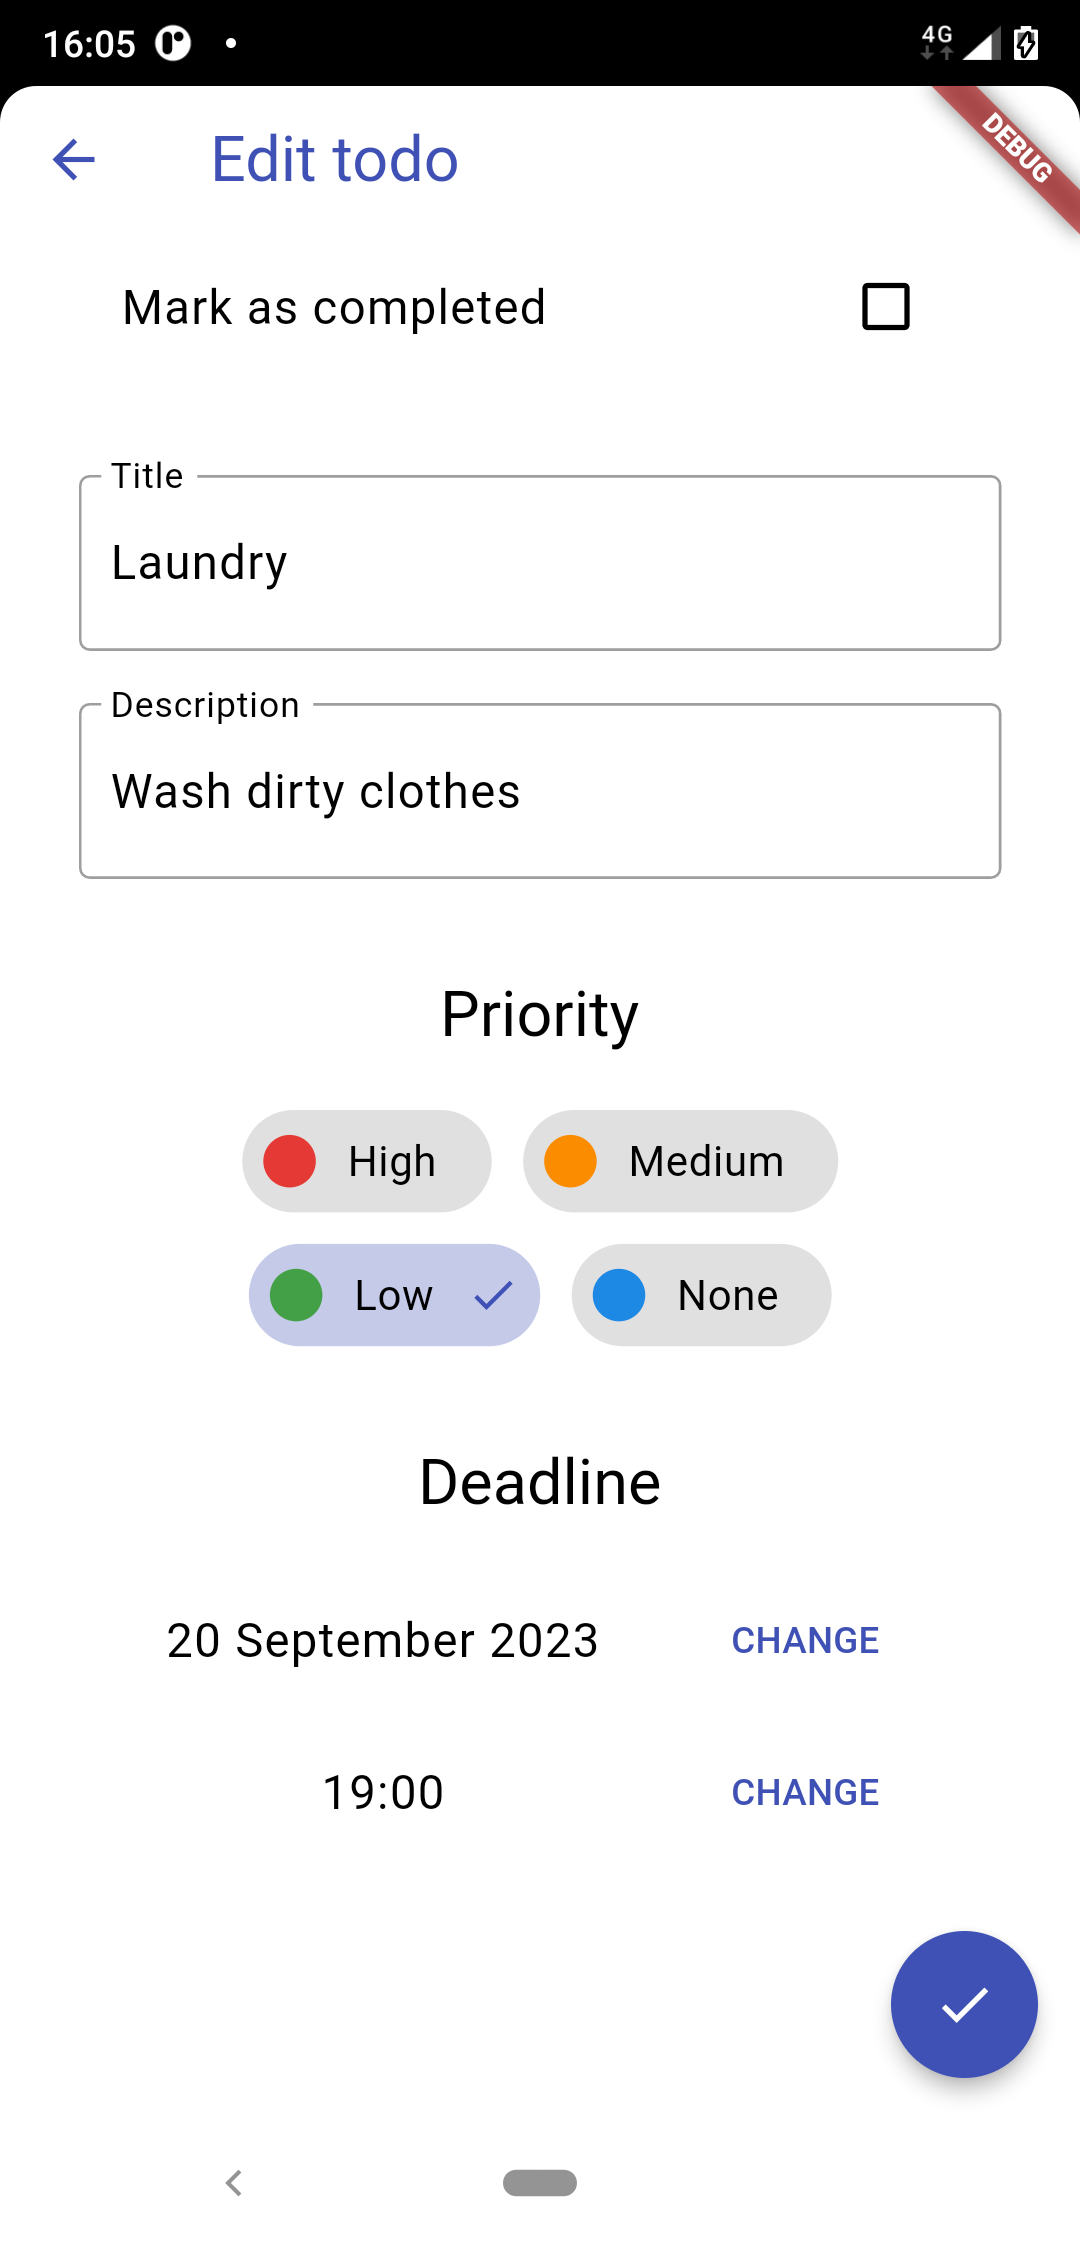 16:05
4G
DEBUG
Edit todo
Mark as completed
Title
Laundry
Description
Wash dirty clothes
Priority
High
Medium
Low
None
Deadline
20 September 2023
CHANGE
19:00
CHANGE